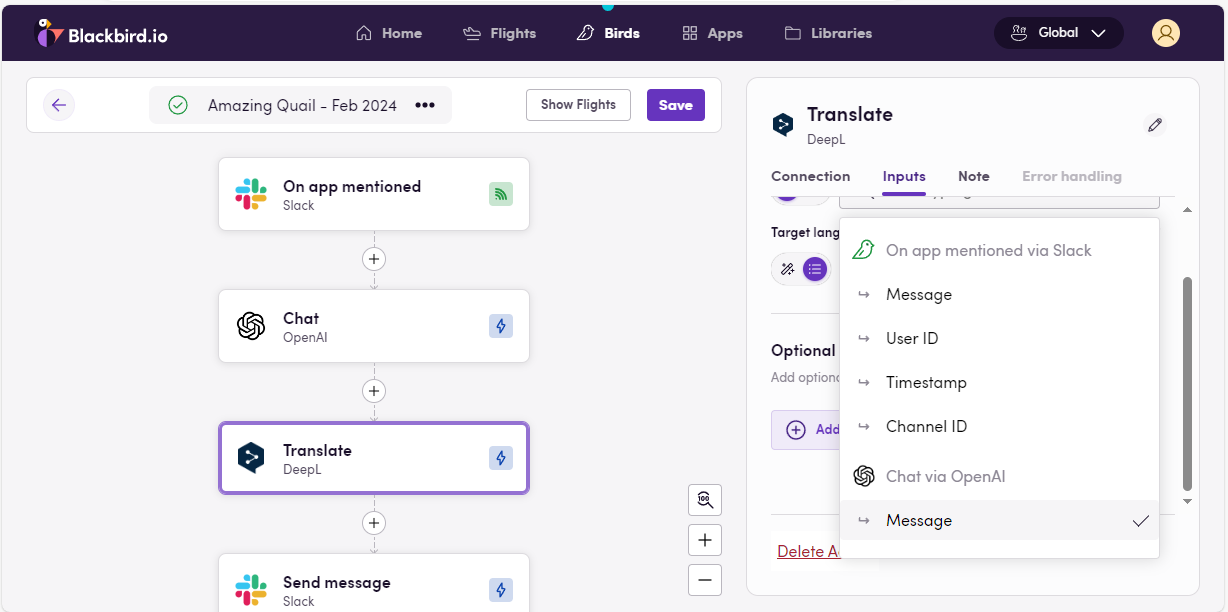 Blackbird.io
Home
Flights
Birds
Apps
Libraries
Global
Amazing Quail - Feb 2024
Show Flights
Save
On app mentioned
Slack
Chat
OpenAI
Translate
DeepL
Send message
Slack
100
Translate
DeepL
Connection
Inputs
Note
Error handling
Target lang
On app mentioned via Slack
Message
User ID
Timestamp
Channel ID
Chat via OpenAI
Message
Optional
Add optiona
Add
Delete A